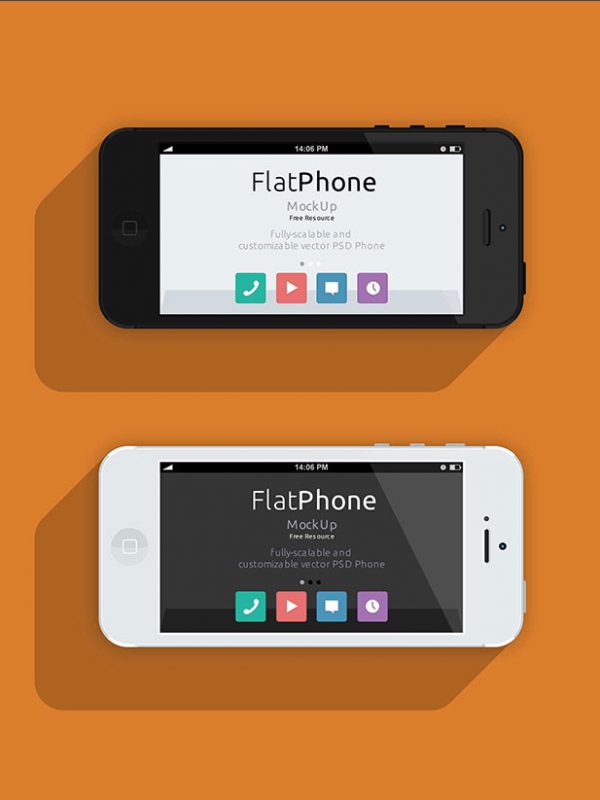 14:06 PM
FlatPhone
MockUp
Free Resource
fully-scalable and
customizable vector PSD Phone
14:06 PM
FlatPhone
MockUp
Free Resource
fully-scalable and
customizable vector PSD Phone